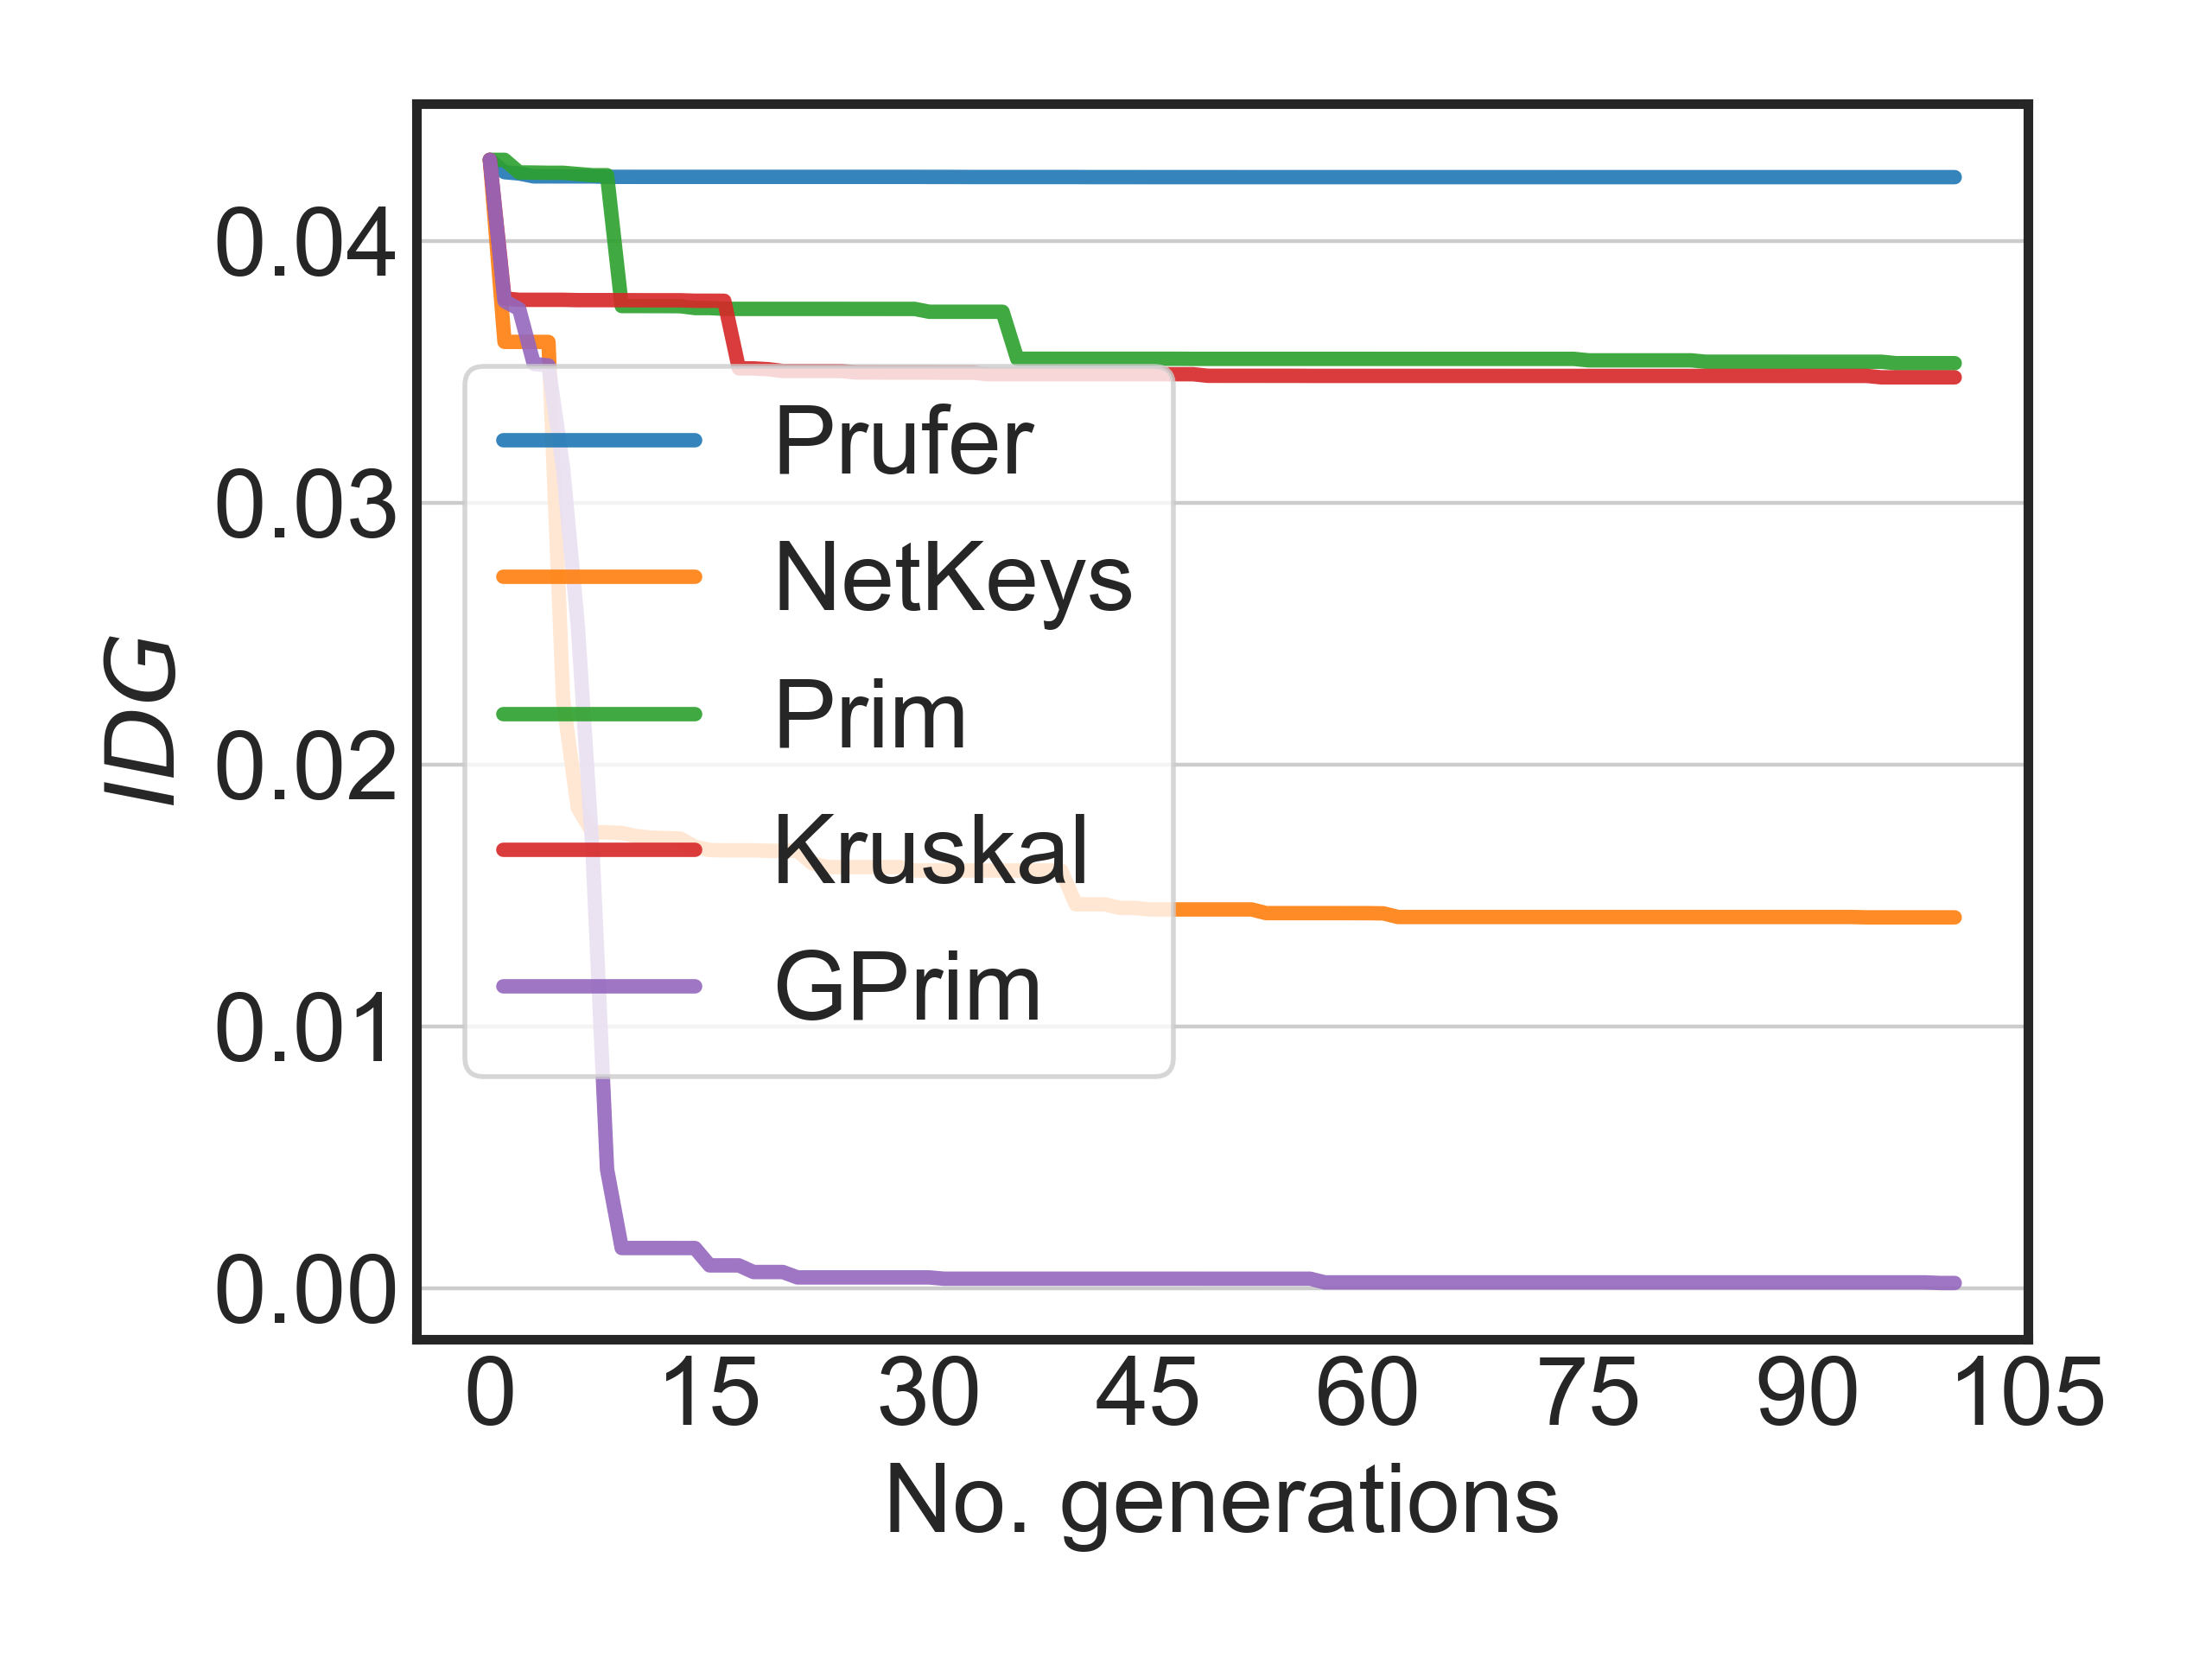 0.04
0.03
0.02
0.01
0.00
IDG
Prufer
NetKeys
Prim
Kruskal
GPrim
0 15 30 45 60 75 90 105
No. generations